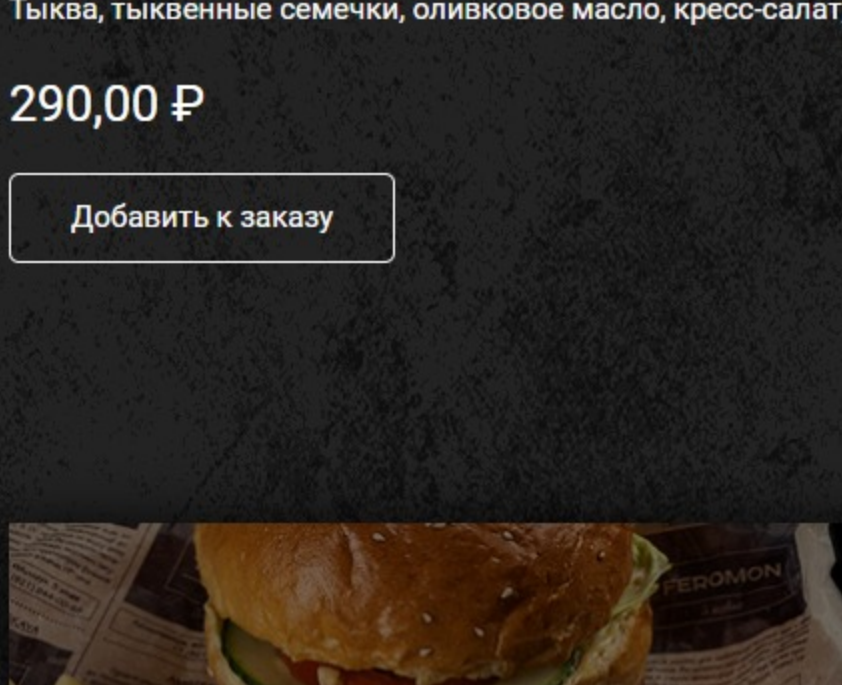 Тыква, тыквенные семечки, оливковое масло, кресс-салат
290,00 ₽
Добавить к заказу
FEROMON